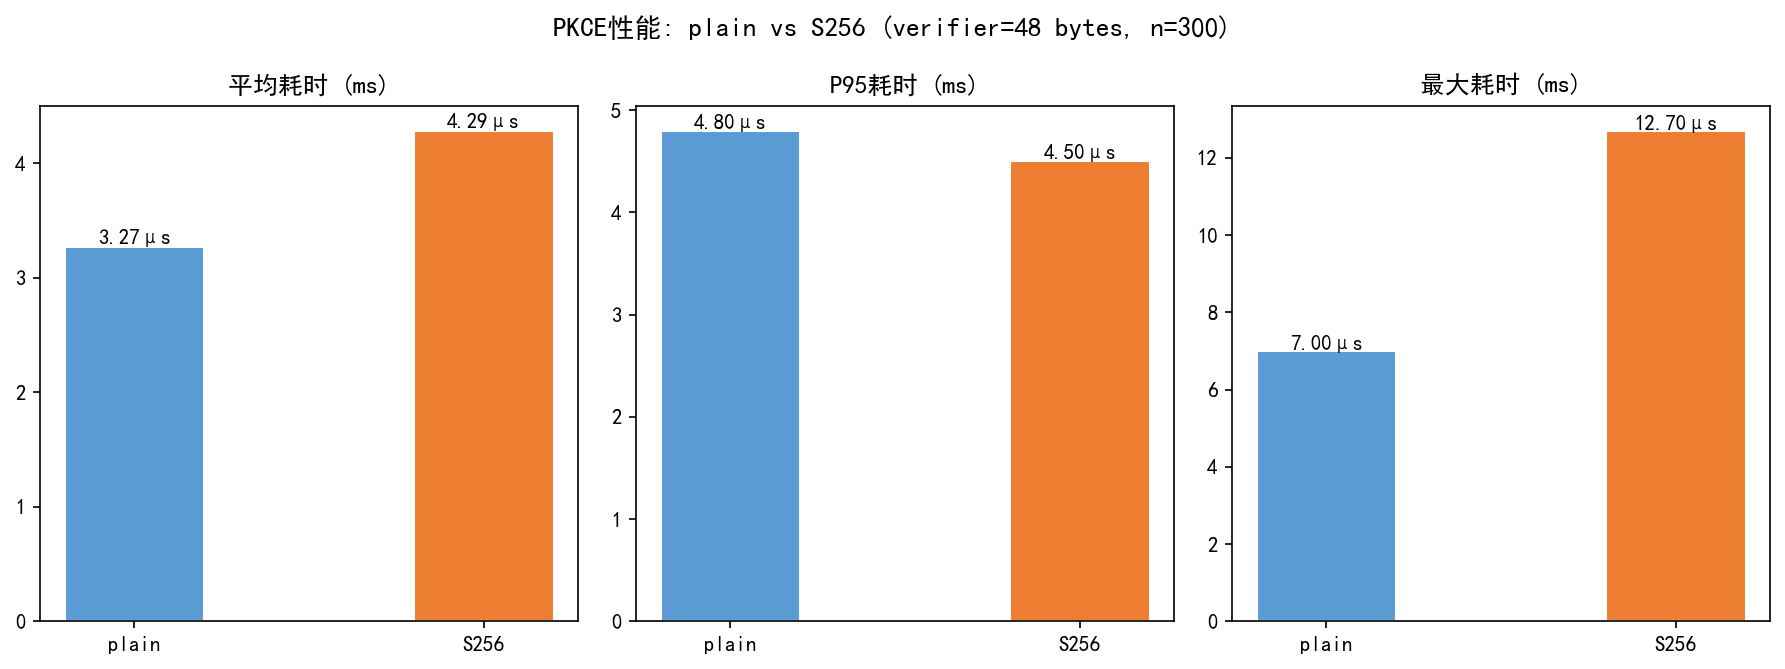 PKCE性能: plain vs S256 (verifier=48 bytes, n=300)
平均耗时 (ms)
4.29μs
3.27μs
4
3
2
1
0
plain
S256
P95耗时 (ms)
4.80μs
4.50μs
5
4
3
2
1
0
plain
S256
最大耗时 (ms)
12.70μs
7.00μs
12
10
8
6
4
2
0
plain
S256